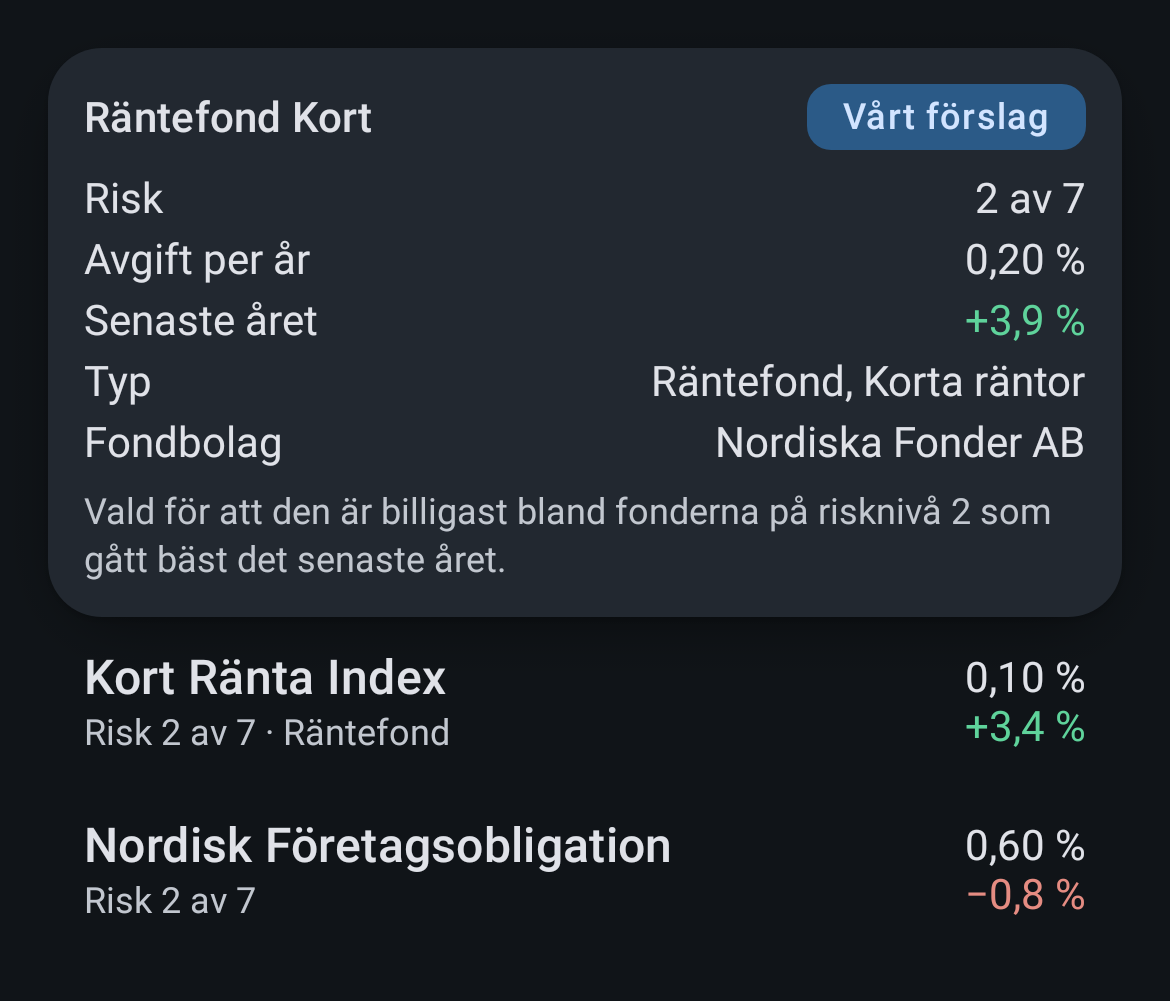 Räntefond Kort
Vårt förslag
Risk 2 av 7
Avgift per år 0,20 %
Senaste året +3,9 %
Typ Räntefond, Korta räntor
Fondbolag Nordiska Fonder AB
Vald för att den är billigast bland fonderna på risknivå 2 som
gått bäst det senaste året.
Kort Ränta Index 0,10 %
Risk 2 av 7 · Räntefond +3,4 %
Nordisk Företagsobligation 0,60 %
Risk 2 av 7 −0,8 %